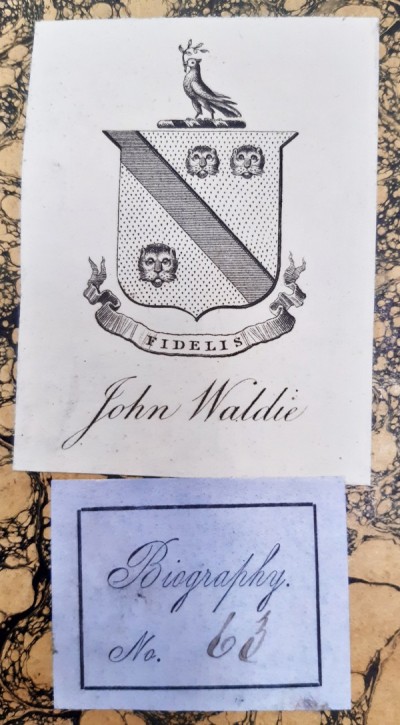 FIDELIS
John Waldie
Biography.
No. 63